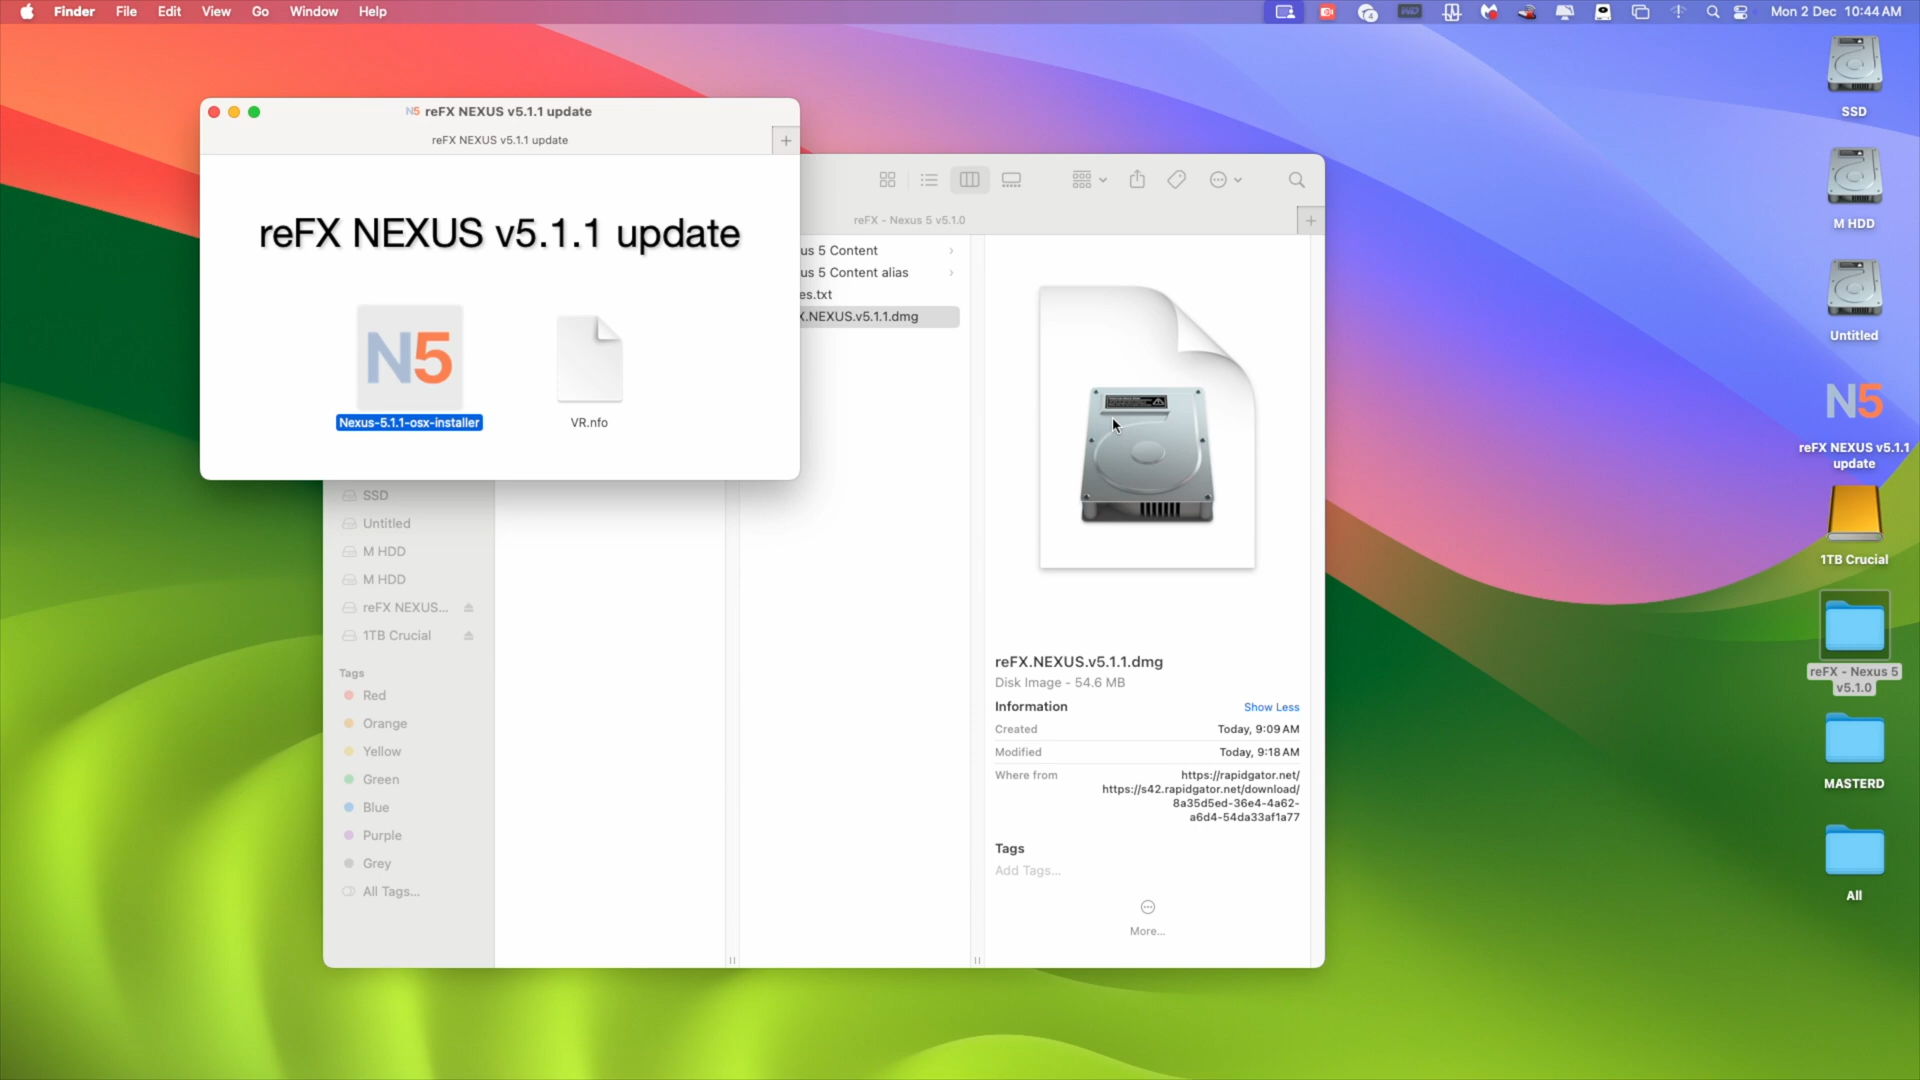 Finder File Edit View Go Window Help
4
Mon 2 Dec 10:44 AM
N5 reFX NEXUS v5.1.1 update
reFX NEXUS v5.1.1 update
reFX NEXUS v5.1.1 update
N5
Nexus-5.1.1-osx-installer
VR.nfo
reFX - Nexus 5 v5.1.0
us 5 Content
us 5 Content alias
es.txt
X.NEXUS.v5.1.1.dmg
SSD
Untitled
M HDD
M HDD
reFX NEXUS...
1TB Crucial
Tags
Red
Orange
Yellow
Green
Blue
Purple
Grey
All Tags...
reFX.NEXUS.v5.1.1.dmg
Disk Image - 54.6 MB
Information Show Less
Created Today, 9:09 AM
Modified Today, 9:18 AM
Where from https://rapidgator.net/
https://s42.rapidgator.net/download/
8a35d5ed-36e4-4a62-
a6d4-54da33af1a77
Tags
Add Tags...
More...
SSD
M HDD
Untitled
N5
reFX NEXUS v5.1.1
update
1TB Crucial
reFX - Nexus 5
v5.1.0
MASTERD
All